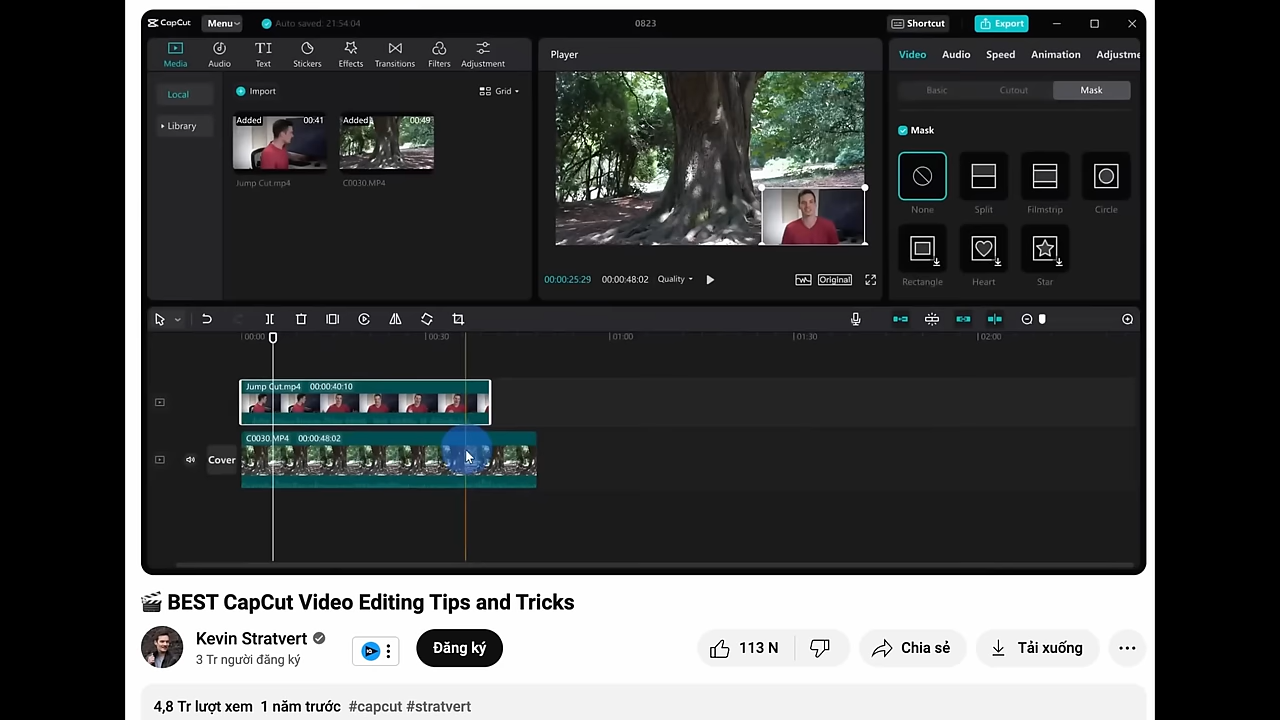 CapCut Menu Auto saved: 21:54:04 0823 Shortcut Export
Media Audio Text Stickers Effects Transitions Filters Adjustment
Player
Video Audio Speed Animation Adjustme
Local
Library
Import Grid
Added 00:41 Added 00:49
Jump Cut.mp4 C0030.MP4
00:00:25:29 00:00:48:02 Quality Original
Basic Cutout Mask
Mask
None Split Filmstrip Circle
Rectangle Heart Star
00:00 00:30 01:00 01:30 02:00
Jump Cut.mp4 00:00:40:10
C0030.MP4 00:00:48:02
Cover
🎬 BEST CapCut Video Editing Tips and Tricks
Kevin Stratvert
3 Tr người đăng ký
Đăng ký
113 N
Chia sẻ
Tải xuống
4,8 Tr lượt xem 1 năm trước #capcut #stratvert